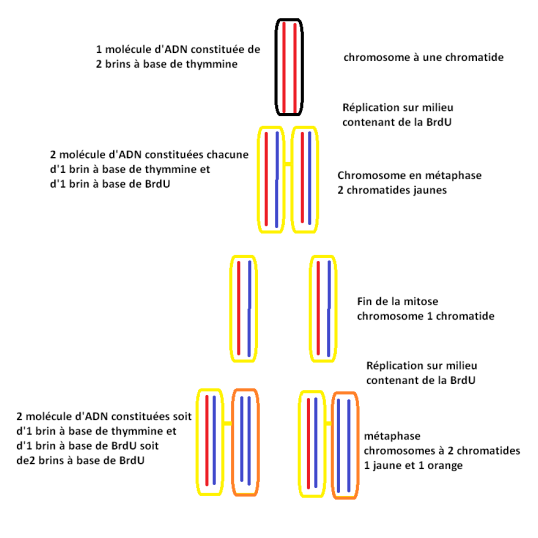 1 molécule d'ADN constituée de
2 brins à base de thymmine
chromosome à une chromatide
Réplication sur milieu
contenant de la BrdU
2 molécule d'ADN constituées chacune
d'1 brin à base de thymmine et
d'1 brin à base de BrdU
Chromosome en métaphase
2 chromatides jaunes
Fin de la mitose
chromosome 1 chromatide
Réplication sur milieu
contenant de la BrdU
2 molécule d'ADN constituées soit
d'1 brin à base de thymmine et
d'1 brin à base de BrdU soit
de2 brins à base de BrdU
métaphase
chromosomes à 2 chromatides
1 jaune et 1 orange